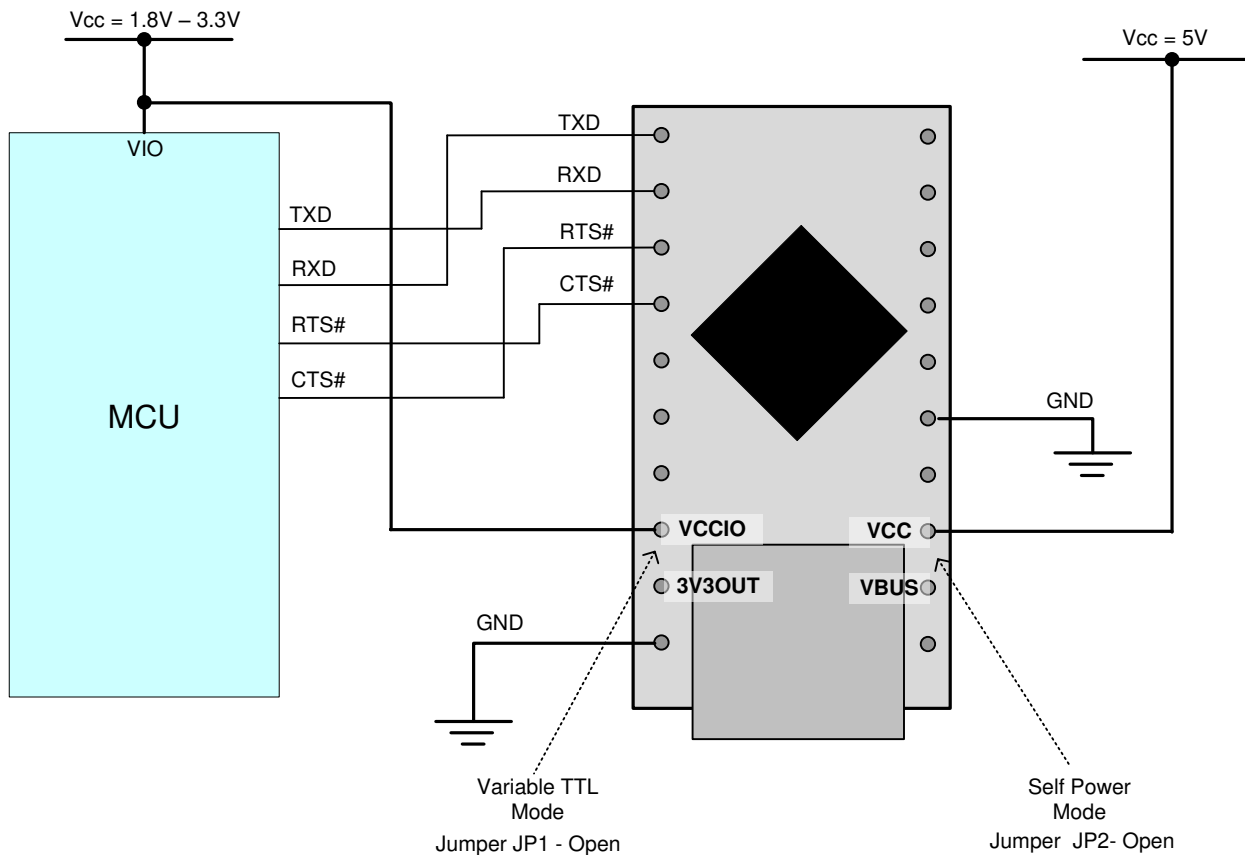 Vcc = 1.8V – 3.3V
Vcc = 5V
VIO
TXD
RXD
RTS#
CTS#
MCU
TXD
RXD
RTS#
CTS#
GND
VCCIO
VCC
3V3OUT
VBUS
GND
Variable TTL
Mode
Jumper JP1 - Open
Self Power
Mode
Jumper JP2- Open